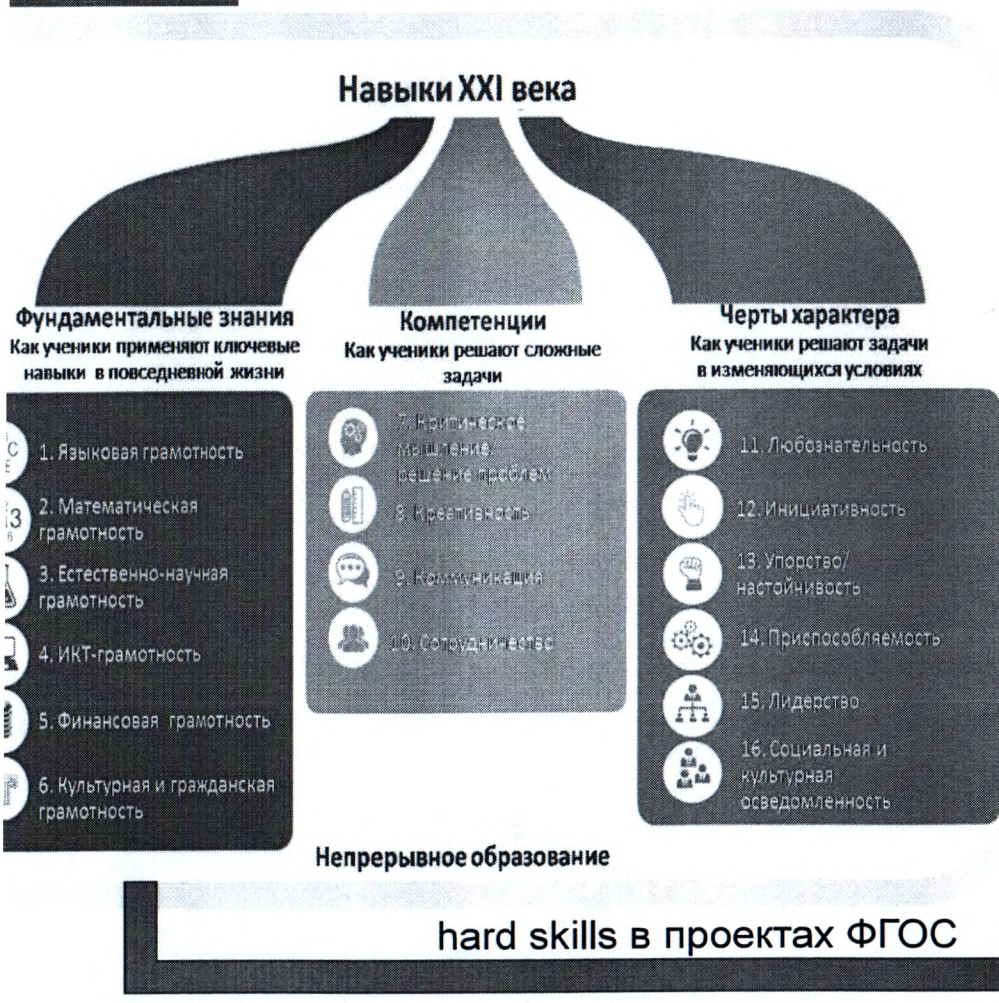 Навыки XXI века
Фундаментальные знания
Как ученики применяют ключевые
навыки в повседневной жизни
1. Языковая грамотность
2. Математическая
грамотность
3. Естественно-научная
грамотность
4. ИКТ-грамотность
5. Финансовая грамотность
6. Культурная и гражданская
грамотность
Компетенции
Как ученики решают сложные
задачи
7. Критическое
мышление/
решение проблем
8. Креативность
9. Коммуникация
10. Сотрудничество
Черты характера
Как ученики решают задачи
в изменяющихся условиях
11. Любознательность
12. Инициативность
13. Упорство/
настойчивость
14. Приспособляемость
15. Лидерство
16. Социальная и
культурная
осведомленность
Непрерывное образование
hard skills в проектах ФГОС